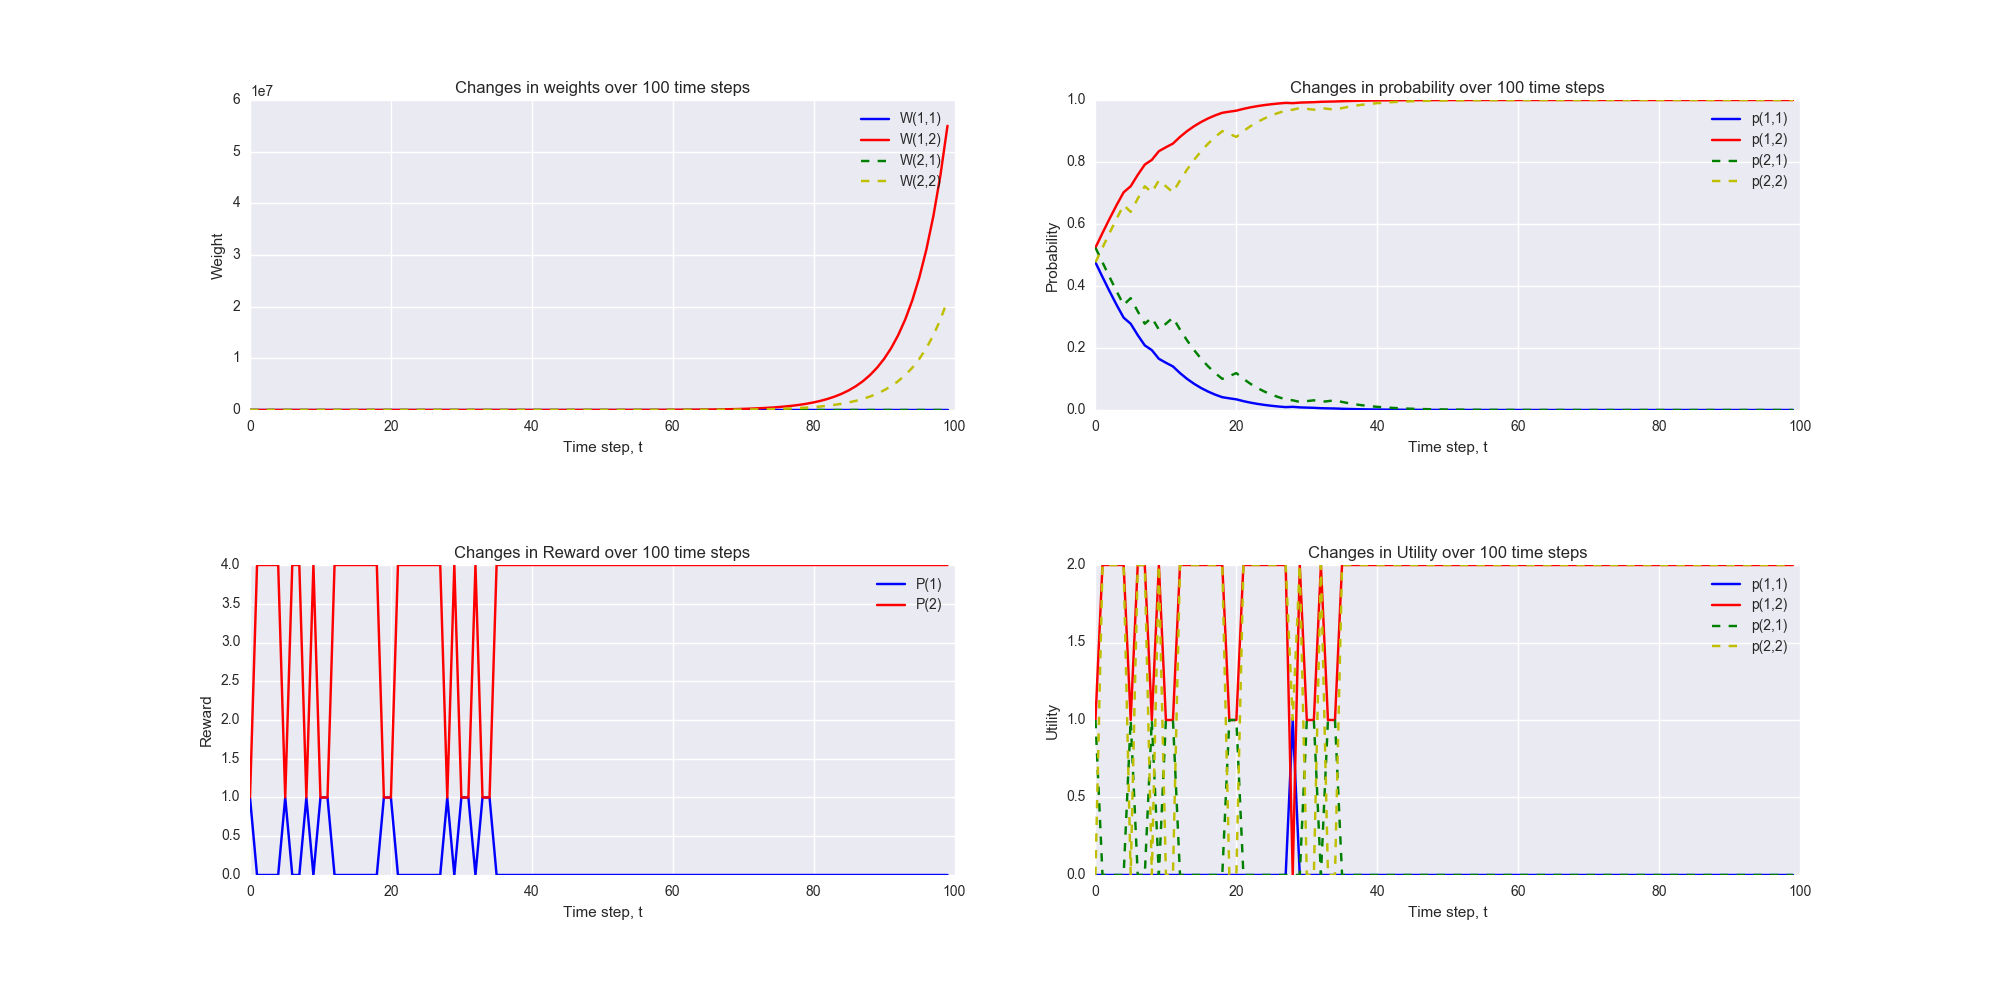 Changes in weights over 100 time steps
1e7
6
5
4
3
2
1
0
Weight
W(1,1)
W(1,2)
W(2,1)
W(2,2)
0 20 40 60 80 100
Time step, t
Changes in probability over 100 time steps
1.0
0.8
0.6
0.4
0.2
0.0
Probability
p(1,1)
p(1,2)
p(2,1)
p(2,2)
0 20 40 60 80 100
Time step, t
Changes in Reward over 100 time steps
4.0
3.5
3.0
2.5
2.0
1.5
1.0
0.5
0.0
Reward
P(1)
P(2)
0 20 40 60 80 100
Time step, t
Changes in Utility over 100 time steps
2.0
1.5
1.0
0.5
0.0
Utility
p(1,1)
p(1,2)
p(2,1)
p(2,2)
0 20 40 60 80 100
Time step, t